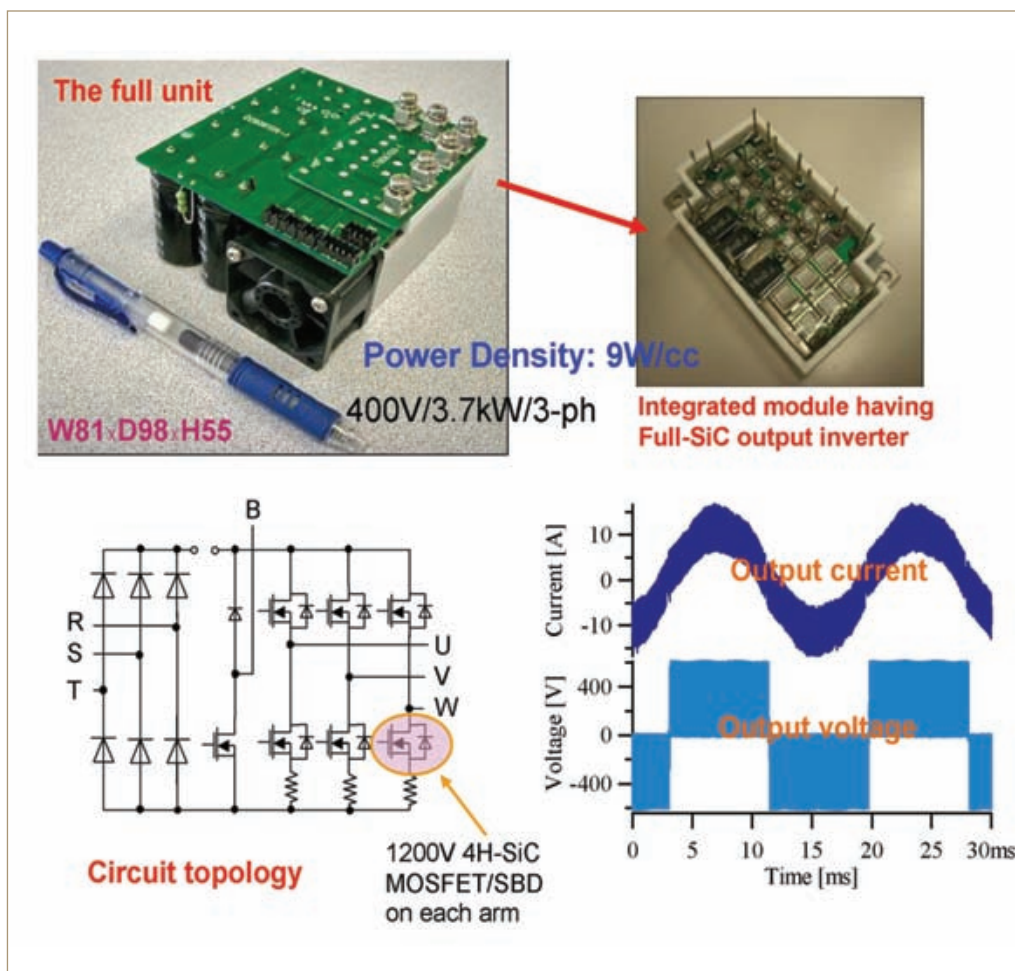 The full unit
Power Density: 9W/cc
400V/3.7kW/3-ph
W81xD98xH55
Integrated module having
Full-SiC output inverter
B
R
S
T
U
V
W
1200V 4H-SiC
MOSFET/SBD
on each arm
Circuit topology
Current [A]
10
0
-10
Output current
Voltage [V]
400
0
-400
Output voltage
0 5 10 15 20 25 30ms
Time [ms]